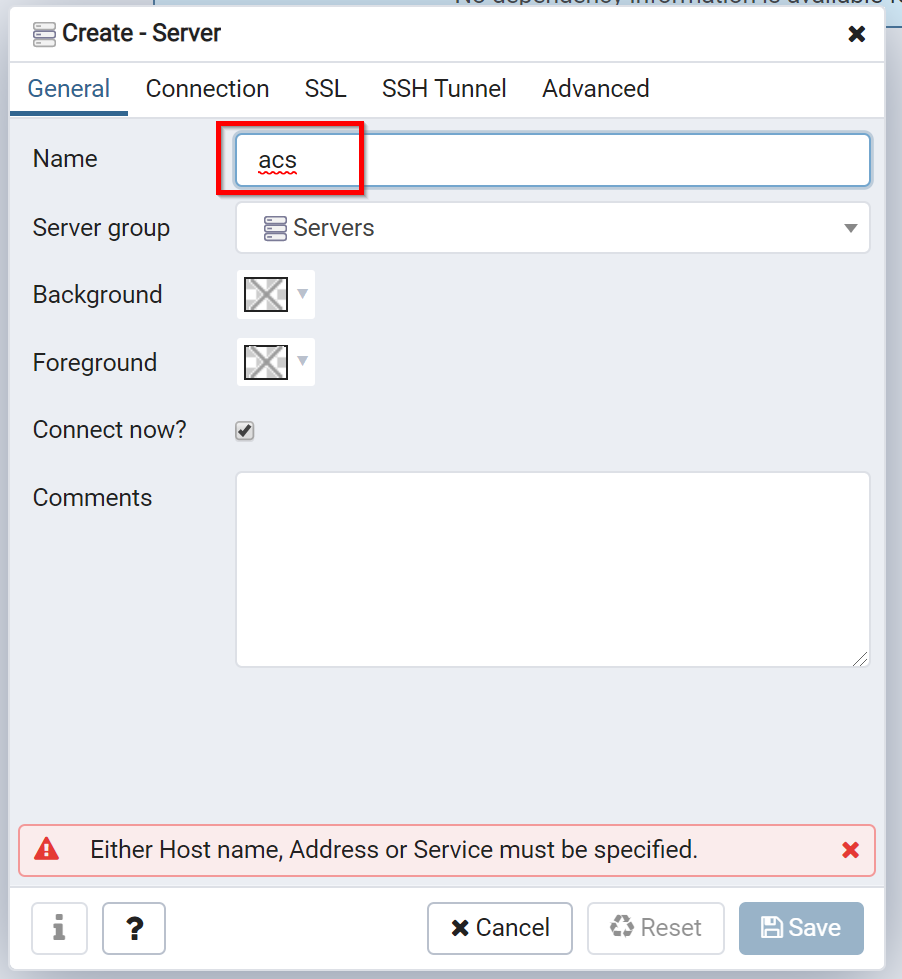 No dependency information is available
Create - Server
General Connection SSL SSH Tunnel Advanced
Name acs
Server group Servers
Background
Foreground
Connect now?
Comments
Either Host name, Address or Service must be specified.
i ? Cancel Reset Save